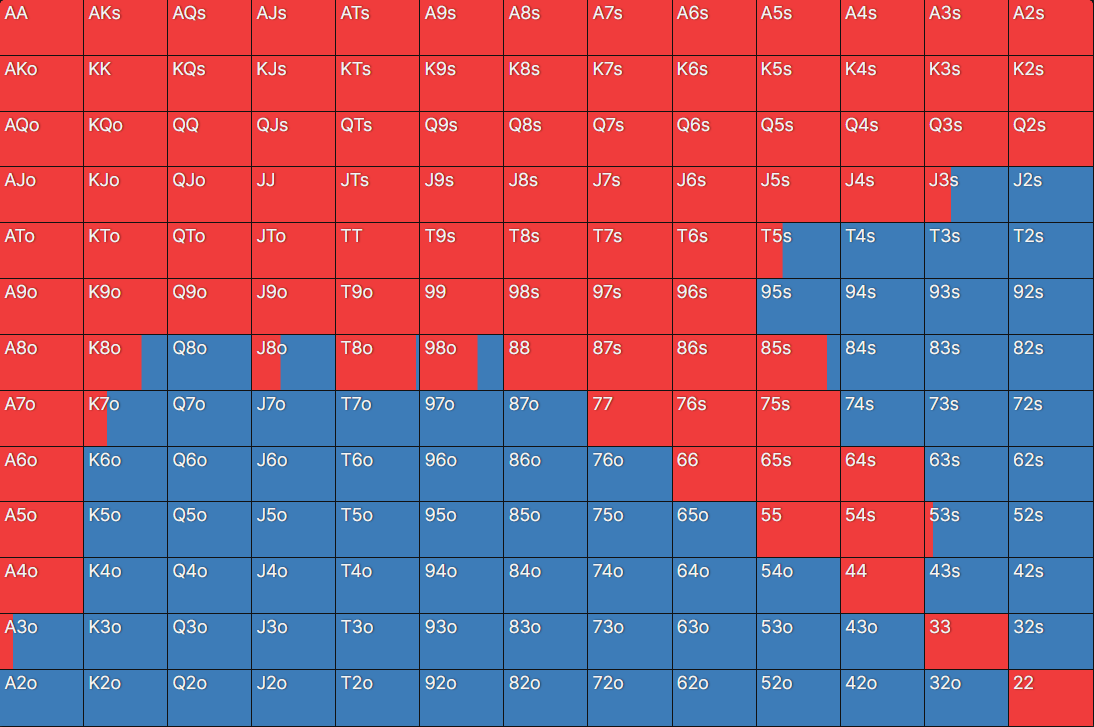 AA AKs AQs AJs ATs A9s A8s A7s A6s A5s A4s A3s A2s
AKo KK KQs KJs KTs K9s K8s K7s K6s K5s K4s K3s K2s
AQo KQo QQ QJs QTs Q9s Q8s Q7s Q6s Q5s Q4s Q3s Q2s
AJo KJo QJo JJ JTs J9s J8s J7s J6s J5s J4s J3s J2s
ATo KTo QTo JTo TT T9s T8s T7s T6s T5s T4s T3s T2s
A9o K9o Q9o J9o T9o 99 98s 97s 96s 95s 94s 93s 92s
A8o K8o Q8o J8o T8o 98o 88 87s 86s 85s 84s 83s 82s
A7o K7o Q7o J7o T7o 97o 87o 77 76s 75s 74s 73s 72s
A6o K6o Q6o J6o T6o 96o 86o 76o 66 65s 64s 63s 62s
A5o K5o Q5o J5o T5o 95o 85o 75o 65o 55 54s 53s 52s
A4o K4o Q4o J4o T4o 94o 84o 74o 64o 54o 44 43s 42s
A3o K3o Q3o J3o T3o 93o 83o 73o 63o 53o 43o 33 32s
A2o K2o Q2o J2o T2o 92o 82o 72o 62o 52o 42o 32o 22